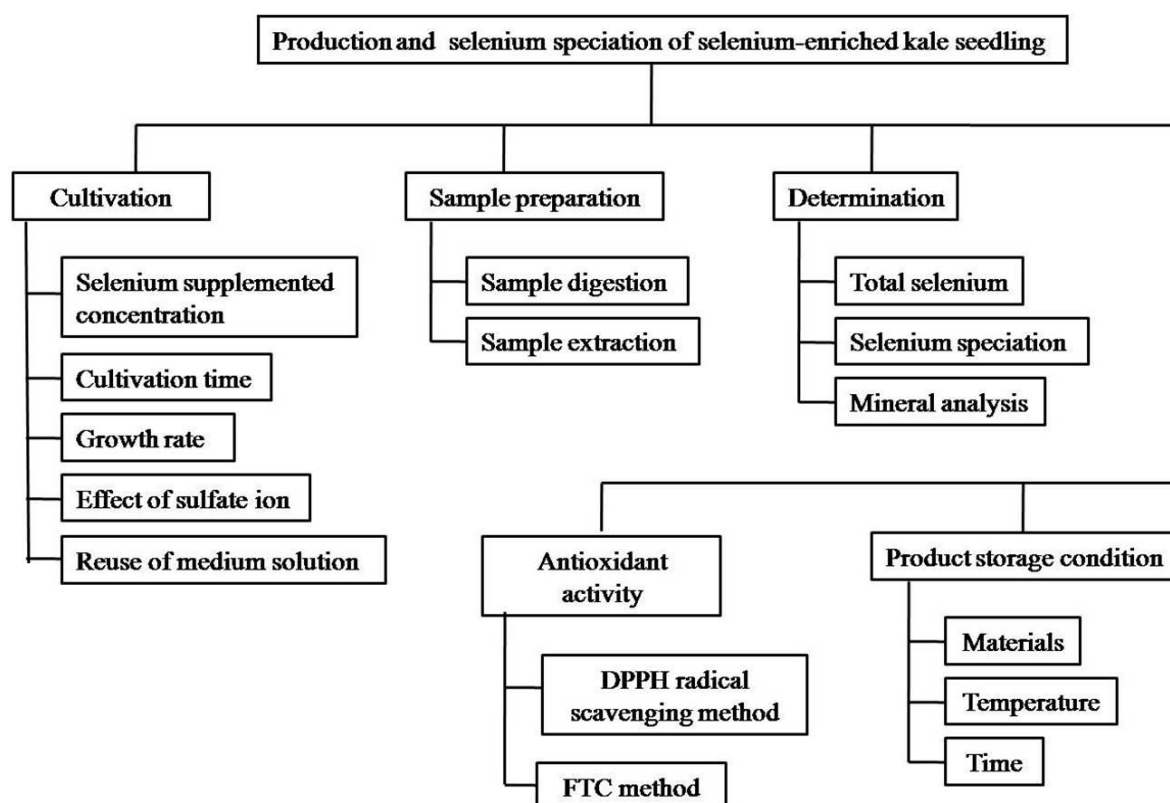 Production and selenium speciation of selenium-enriched kale seedling
Cultivation
Selenium supplemented
concentration
Cultivation time
Growth rate
Effect of sulfate ion
Reuse of medium solution
Sample preparation
Sample digestion
Sample extraction
Determination
Total selenium
Selenium speciation
Mineral analysis
Antioxidant
activity
DPPH radical
scavenging method
FTC method
Product storage condition
Materials
Temperature
Time